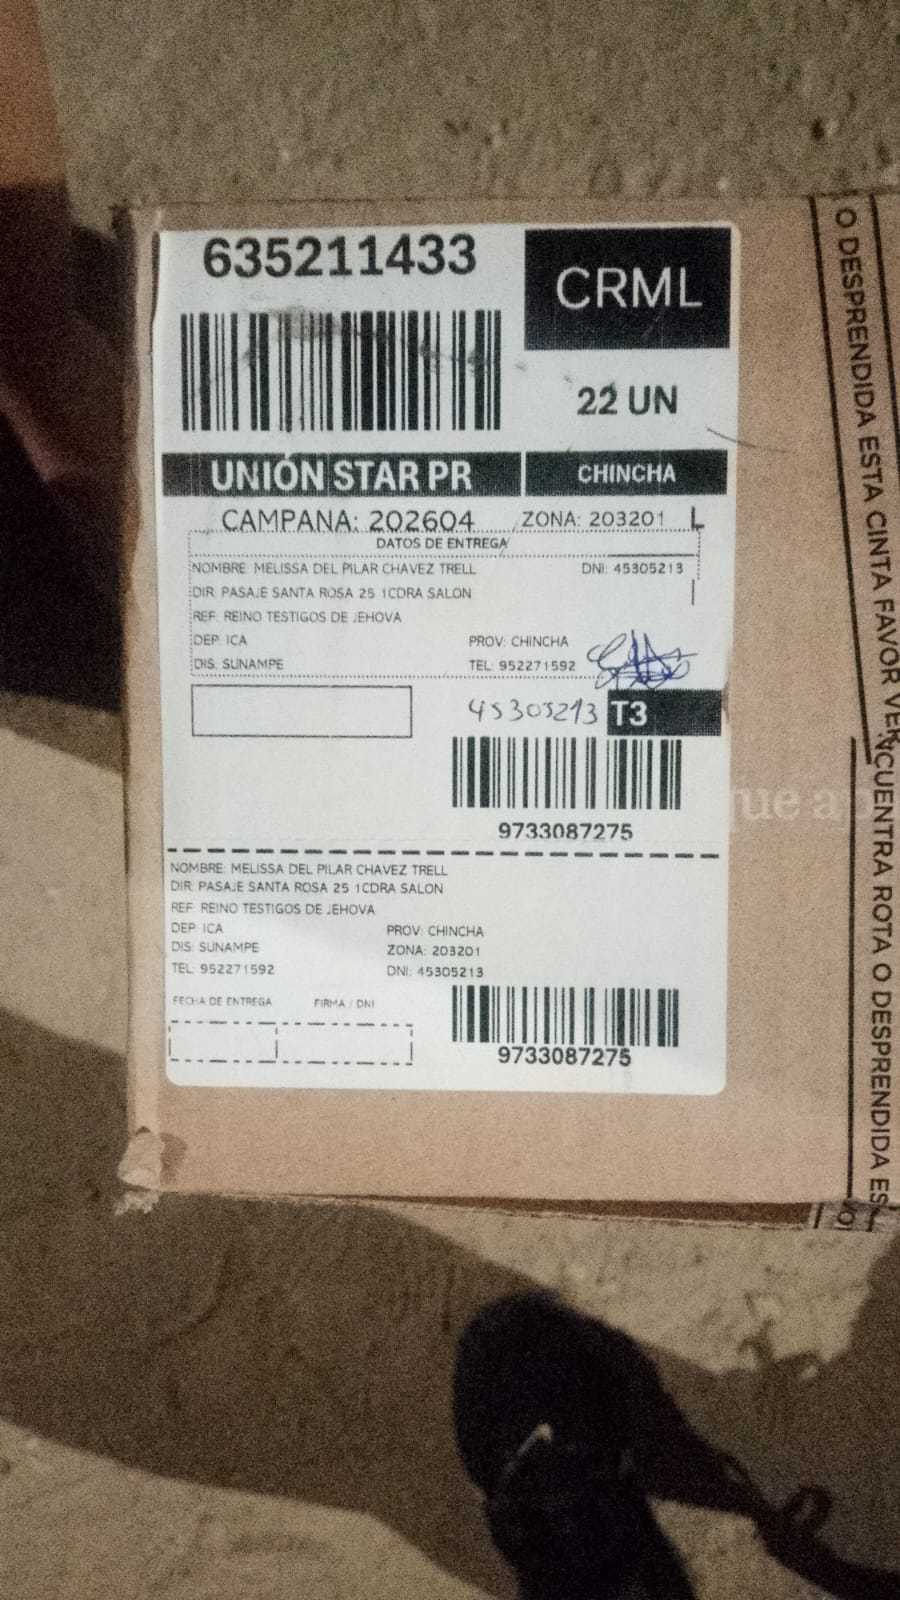 635211433
CRML
22 UN
UNIÓN STAR PR
CHINCHA
CAMPANA: 202604
ZONA: 203201 L
DATOS DE ENTREGA
NOMBRE: MELISSA DEL PILAR CHAVEZ TRELL DNI: 45305213
DIR: PASAJE SANTA ROSA 25 1CDRA SALON
REF: REINO TESTIGOS DE JEHOVA
DEP: ICA PROV: CHINCHA
DIS: SUNAMPE TEL: 952271592
45305213 T3
9733087275
NOMBRE: MELISSA DEL PILAR CHAVEZ TRELL
DIR: PASAJE SANTA ROSA 25 1CDRA SALON
REF: REINO TESTIGOS DE JEHOVA
DEP: ICA PROV: CHINCHA
DIS: SUNAMPE ZONA: 203201
TEL: 952271592 DNI: 45305213
FECHA DE ENTREGA FIRMA / DNI
9733087275
O DESPRENDIDA ESTA CINTA FAVOR VER
NCUENTRA ROTA O DESPRENDIDA ES